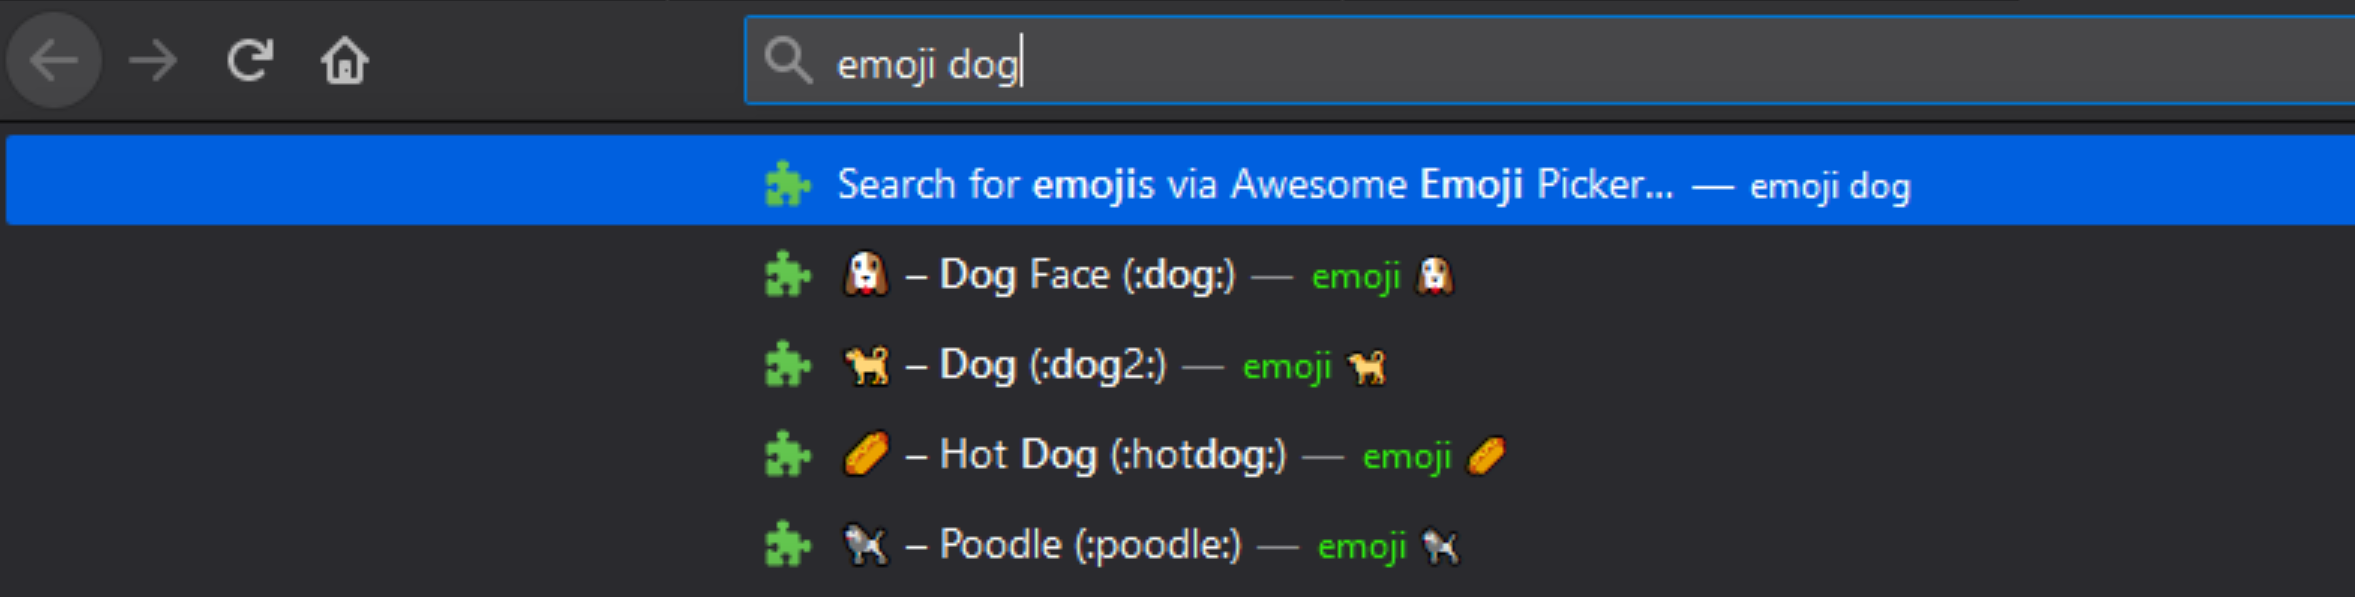 emoji dog
Search for emojis via Awesome Emoji Picker... — emoji dog
🐶 – Dog Face (:dog:) — emoji 🐶
🐕 – Dog (:dog2:) — emoji 🐕
🌭 – Hot Dog (:hotdog:) — emoji 🌭
🐩 – Poodle (:poodle:) — emoji 🐩